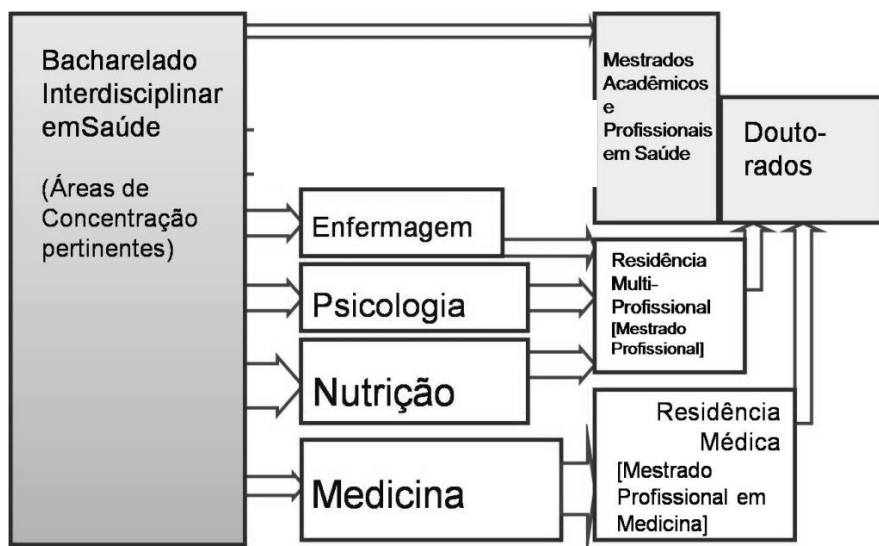 Bacharelado
Interdisciplinar
emSaúde
(Áreas de
Concentração
pertinentes)
Enfermagem
Psicologia
Nutrição
Medicina
Mestrados
Acadêmicos
e
Profissionais
em Saúde
Douto-
rados
Residência
Multi-
Profissional
[Mestrado
Profissional]
Residência
Médica
[Mestrado
Profissional em
Medicina]